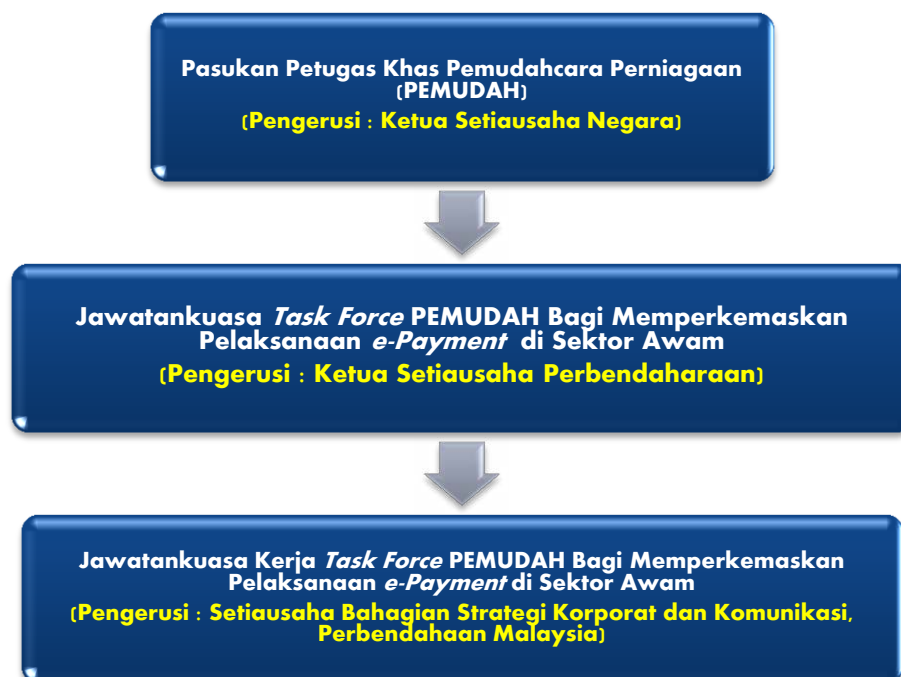 Pasukan Petugas Khas Pemudahcara Perniagaan
(PEMUDAH)
(Pengerusi : Ketua Setiausaha Negara)
Jawatankuasa Task Force PEMUDAH Bagi Memperkemaskan
Pelaksanaan e-Payment di Sektor Awam
(Pengerusi : Ketua Setiausaha Perbendaharaan)
Jawatankuasa Kerja Task Force PEMUDAH Bagi Memperkemaskan
Pelaksanaan e-Payment di Sektor Awam
(Pengerusi : Setiausaha Bahagian Strategi Korporat dan Komunikasi,
Perbendahaan Malaysia)